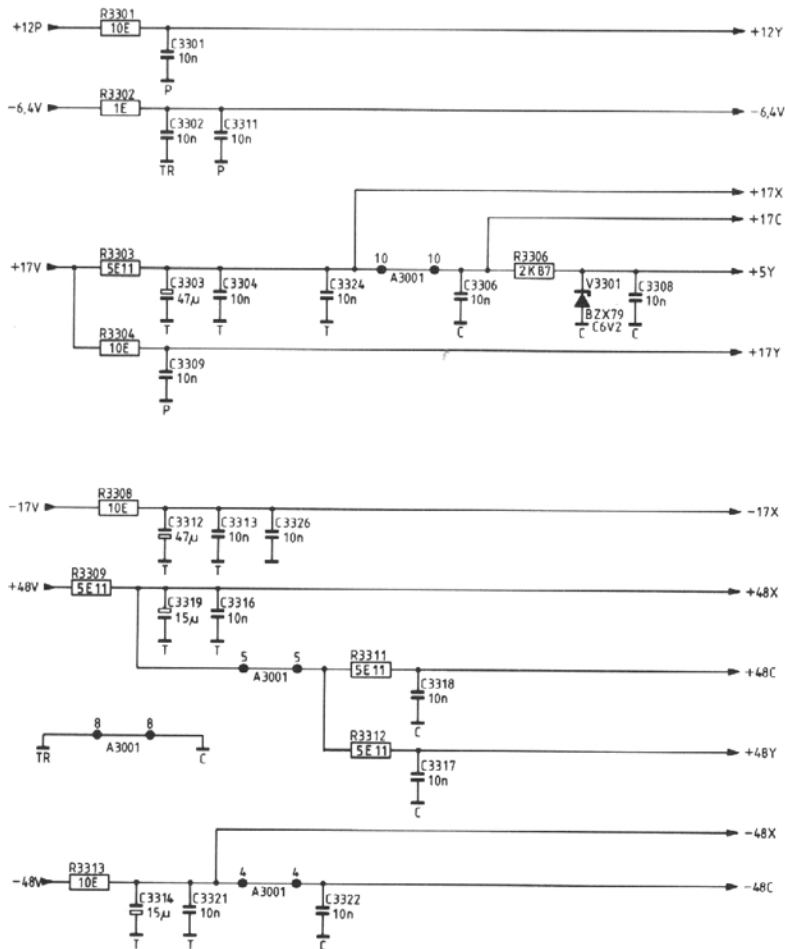 R3301
+12P 10E +12Y
C3301
10n
P
R3302
-6,4V 1E -6,4V
C3302 C3311
10n 10n
TR P
+17X
+17C
R3303 10 10 R3306
+17V 5E11 A3001 2K87 +5Y
C3303 C3304 C3324 C3306 V3301 C3308
47µ 10n 10n 10n BZX79 10n
T T T C C C6V2 C
R3304
10E +17Y
C3309
10n
P
R3308
-17V 10E -17X
C3312 C3313 C3326
47µ 10n 10n
T T
R3309
+48V 5E11 +48X
C3319 C3316
15µ 10n
T T
5 5 R3311
A3001 5E11 +48C
C3318
10n
C
8 8 R3312
TR A3001 C 5E11 +48Y
C3317
10n
C
-48X
R3313 4 4
-48V 10E A3001 -48C
C3314 C3321 C3322
15µ 10n 10n
T T C